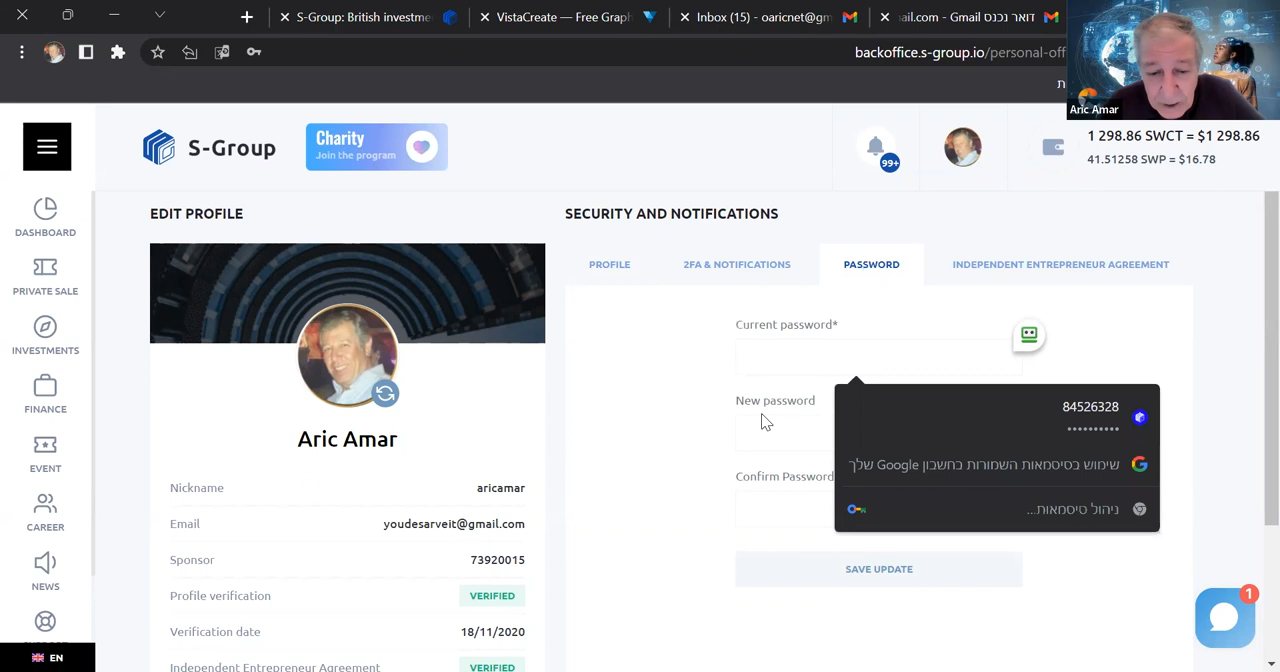 S-Group: British investme
VistaCreate — Free Graph
Inbox (15) - oaricnet@gm
דואר נכנס Gmail - ail.com
backoffice.s-group.io/personal-off
ת
Aric Amar
S-Group
Charity
Join the program
99+
1 298.86 SWCT = $1 298.86
41.51258 SWP = $16.78
DASHBOARD
PRIVATE SALE
INVESTMENTS
FINANCE
EVENT
CAREER
NEWS
EN
EDIT PROFILE
Aric Amar
Nickname aricamar
Email youdesarveit@gmail.com
Sponsor 73920015
Profile verification VERIFIED
Verification date 18/11/2020
Independent Entrepreneur Agreement VERIFIED
SECURITY AND NOTIFICATIONS
PROFILE 2FA & NOTIFICATIONS PASSWORD INDEPENDENT ENTREPRENEUR AGREEMENT
Current password*
New password
Confirm Password
84526328
••••••••••
שימוש בסיסמאות השמורות בחשבון Google שלך
ניהול סיסמאות...
SAVE UPDATE
1